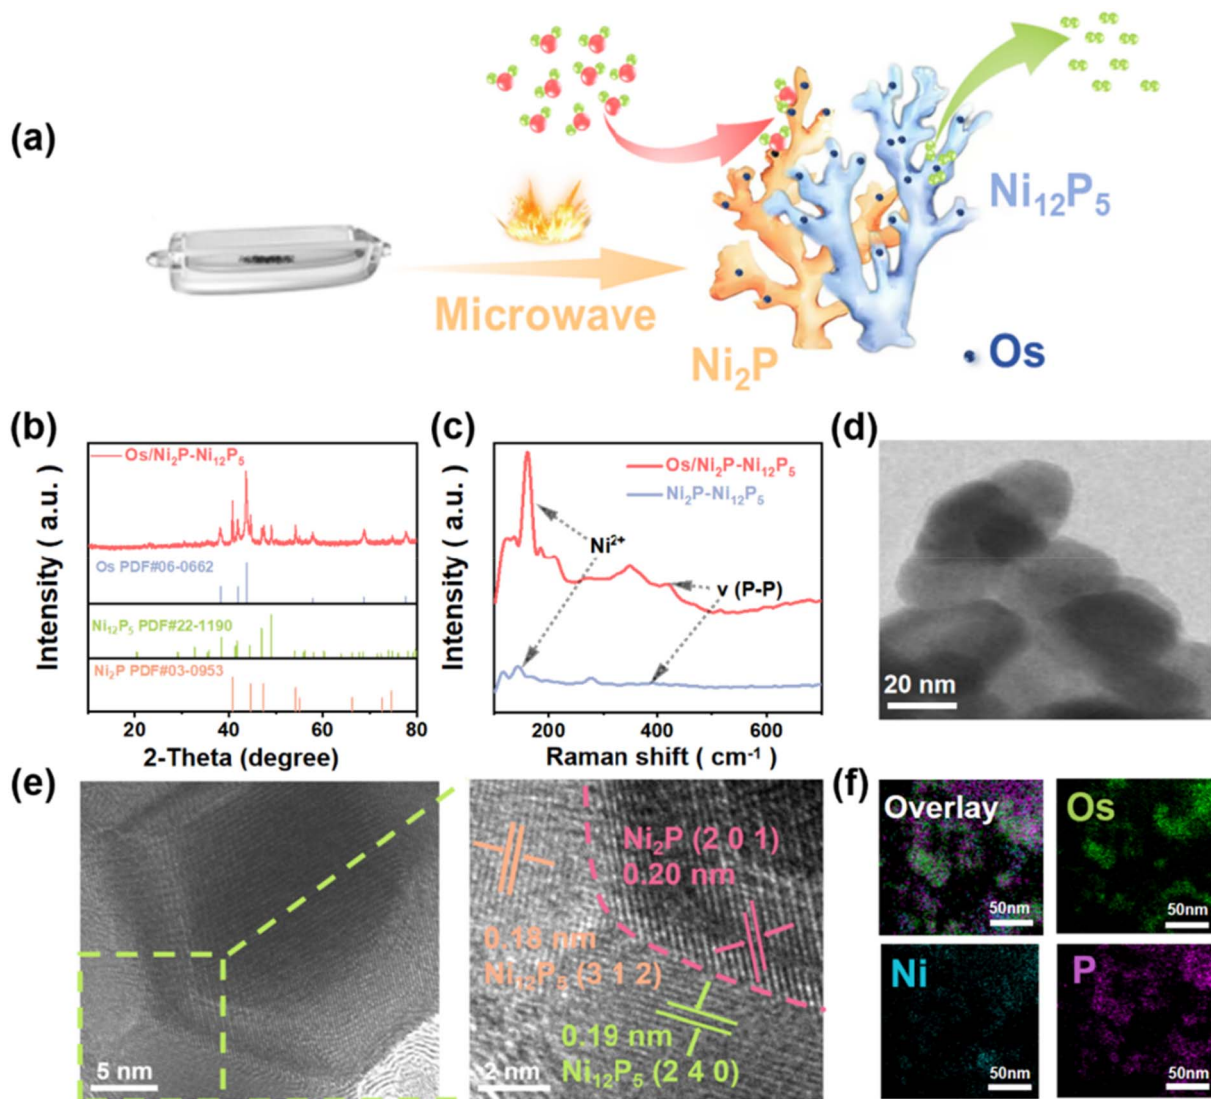 (a)
Microwave
Ni₂P
Ni₁₂P₅
Os
(b)
Intensity ( a.u. )
Os/Ni₂P-Ni₁₂P₅
Os PDF#06-0662
Ni₁₂P₅ PDF#22-1190
Ni₂P PDF#03-0953
20 40 60 80
2-Theta (degree)
(c)
Intensity ( a.u. )
Os/Ni₂P-Ni₁₂P₅
Ni₂P-Ni₁₂P₅
Ni²⁺
v (P-P)
200 400 600
Raman shift ( cm⁻¹ )
(d)
20 nm
(e)
5 nm
Ni₂P (2 0 1)
0.20 nm
0.18 nm
Ni₁₂P₅ (3 1 2)
0.19 nm
Ni₁₂P₅ (2 4 0)
2 nm
(f)
Overlay
50nm
Os
50nm
Ni
50nm
P
50nm